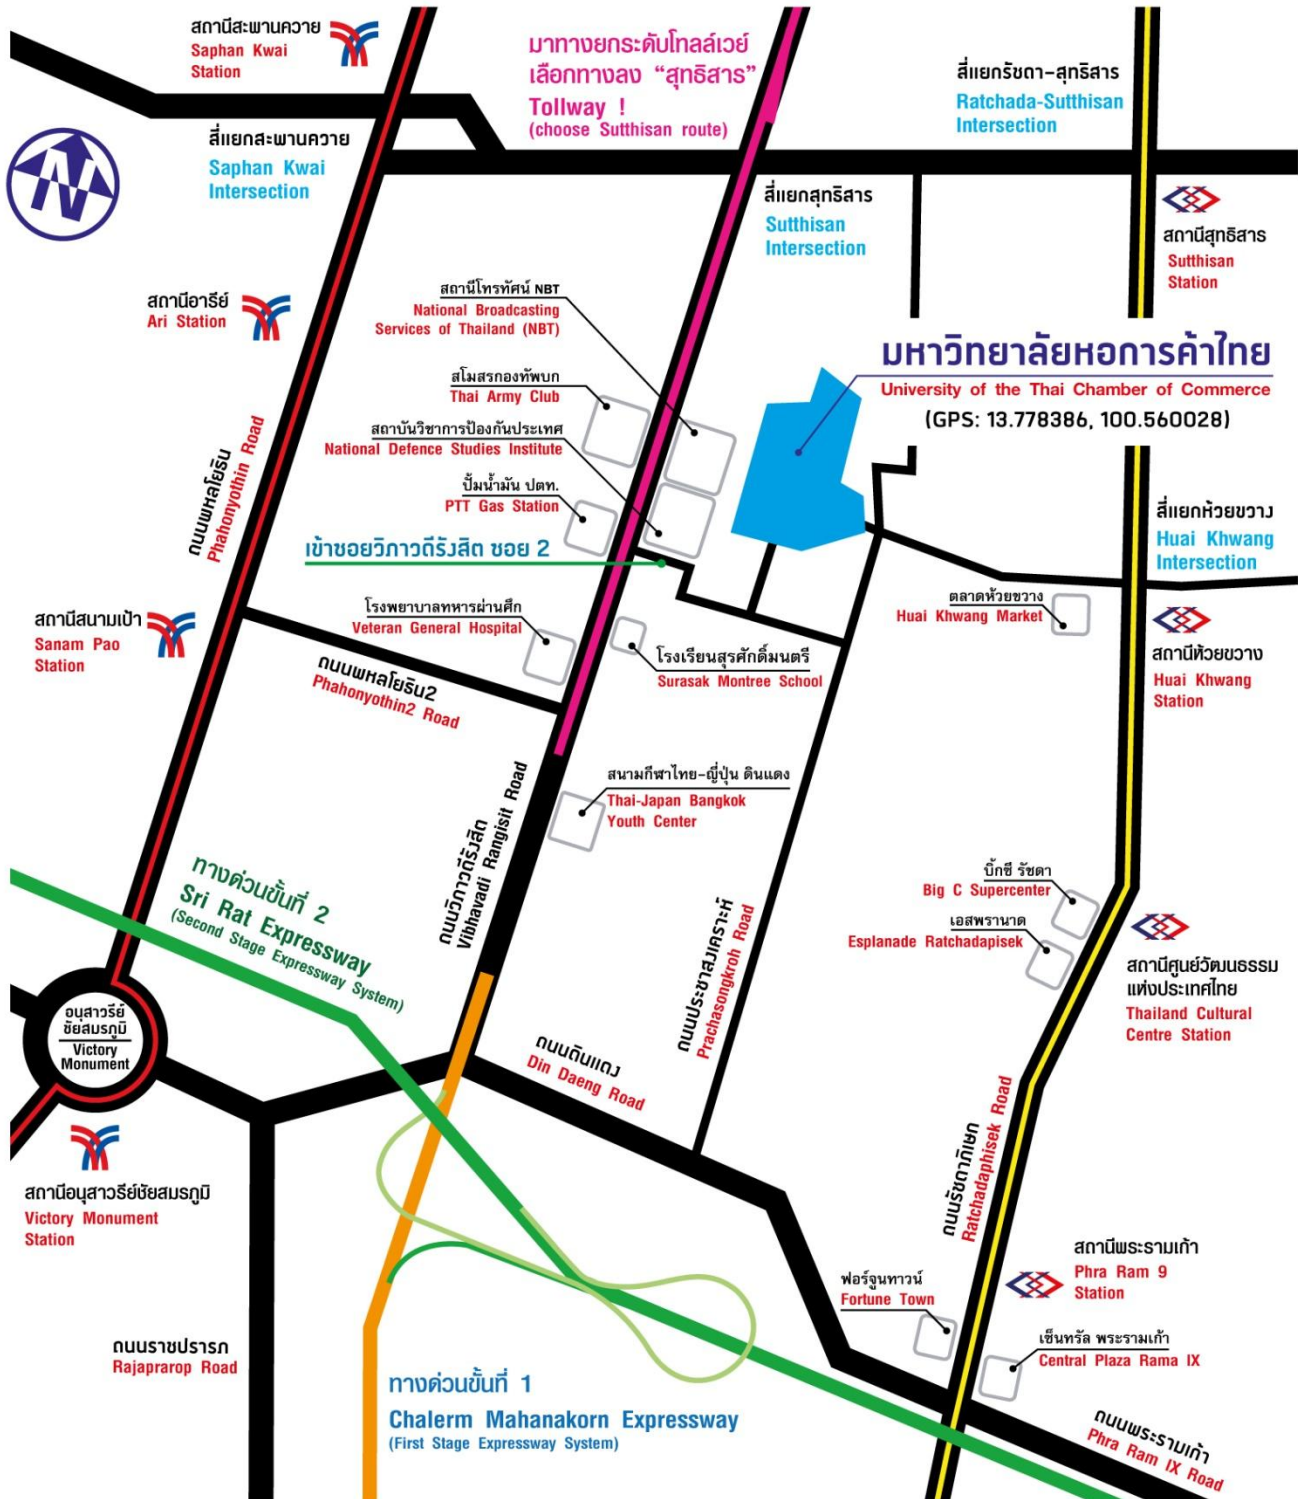 สถานีสะพานควาย
Saphan Kwai
Station
มาทางยกระดับโทลล์เวย์
เลือกทางลง “สุทธิสาร”
Tollway !
(choose Sutthisan route)
สี่แยกรัชดา-สุทธิสาร
Ratchada-Sutthisan
Intersection
สี่แยกสะพานควาย
Saphan Kwai
Intersection
N
สี่แยกสุทธิสาร
Sutthisan
Intersection
สถานีสุทธิสาร
Sutthisan
Station
สถานีอารีย์
Ari Station
สถานีโทรทัศน์ NBT
National Broadcasting
Services of Thailand (NBT)
มหาวิทยาลัยหอการค้าไทย
University of the Thai Chamber of Commerce
(GPS: 13.778386, 100.560028)
สโมสรกองทัพบก
Thai Army Club
สถาบันวิชาการป้องกันประเทศ
National Defence Studies Institute
ปั้มน้ำมัน ปตท.
PTT Gas Station
ถนนพหลโยธิน
Phahonyothin Road
เข้าซอยวิภาวดีรังสิต ซอย 2
สี่แยกห้วยขวาง
Huai Khwang
Intersection
ตลาดห้วยขวาง
Huai Khwang Market
สถานีสนามเป้า
Sanam Pao
Station
โรงพยาบาลทหารผ่านศึก
Veteran General Hospital
โรงเรียนสุรศักดิ์มนตรี
Surasak Montree School
สถานีห้วยขวาง
Huai Khwang
Station
ถนนพหลโยธิน2
Phahonyothin2 Road
สนามกีฬาไทย-ญี่ปุ่น ดินแดง
Thai-Japan Bangkok
Youth Center
ถนนวิภาวดีรังสิต
Vibhavadi Rangisit Road
ทางด่วนขั้นที่ 2
Sri Rat Expressway
(Second Stage Expressway System)
บิ๊กซี รัชดา
Big C Supercenter
เอสพรานาด
Esplanade Ratchadapisek
ถนนประชาสงเคราะห์
Prachasongkroh Road
สถานีศูนย์วัฒนธรรม
แห่งประเทศไทย
Thailand Cultural
Centre Station
อนุสาวรีย์
ชัยสมรภูมิ
Victory
Monument
ถนนดินแดง
Din Daeng Road
ถนนรัชดาภิเษก
Ratchadaphisek Road
สถานีอนุสาวรีย์ชัยสมรภูมิ
Victory Monument
Station
สถานีพระรามเก้า
Phra Ram 9
Station
ฟอร์จูนทาวน์
Fortune Town
เซ็นทรัล พระรามเก้า
Central Plaza Rama IX
ถนนราชปรารภ
Rajaprarop Road
ทางด่วนขั้นที่ 1
Chalerm Mahanakorn Expressway
(First Stage Expressway System)
ถนนพระรามเก้า
Phra Ram IX Road